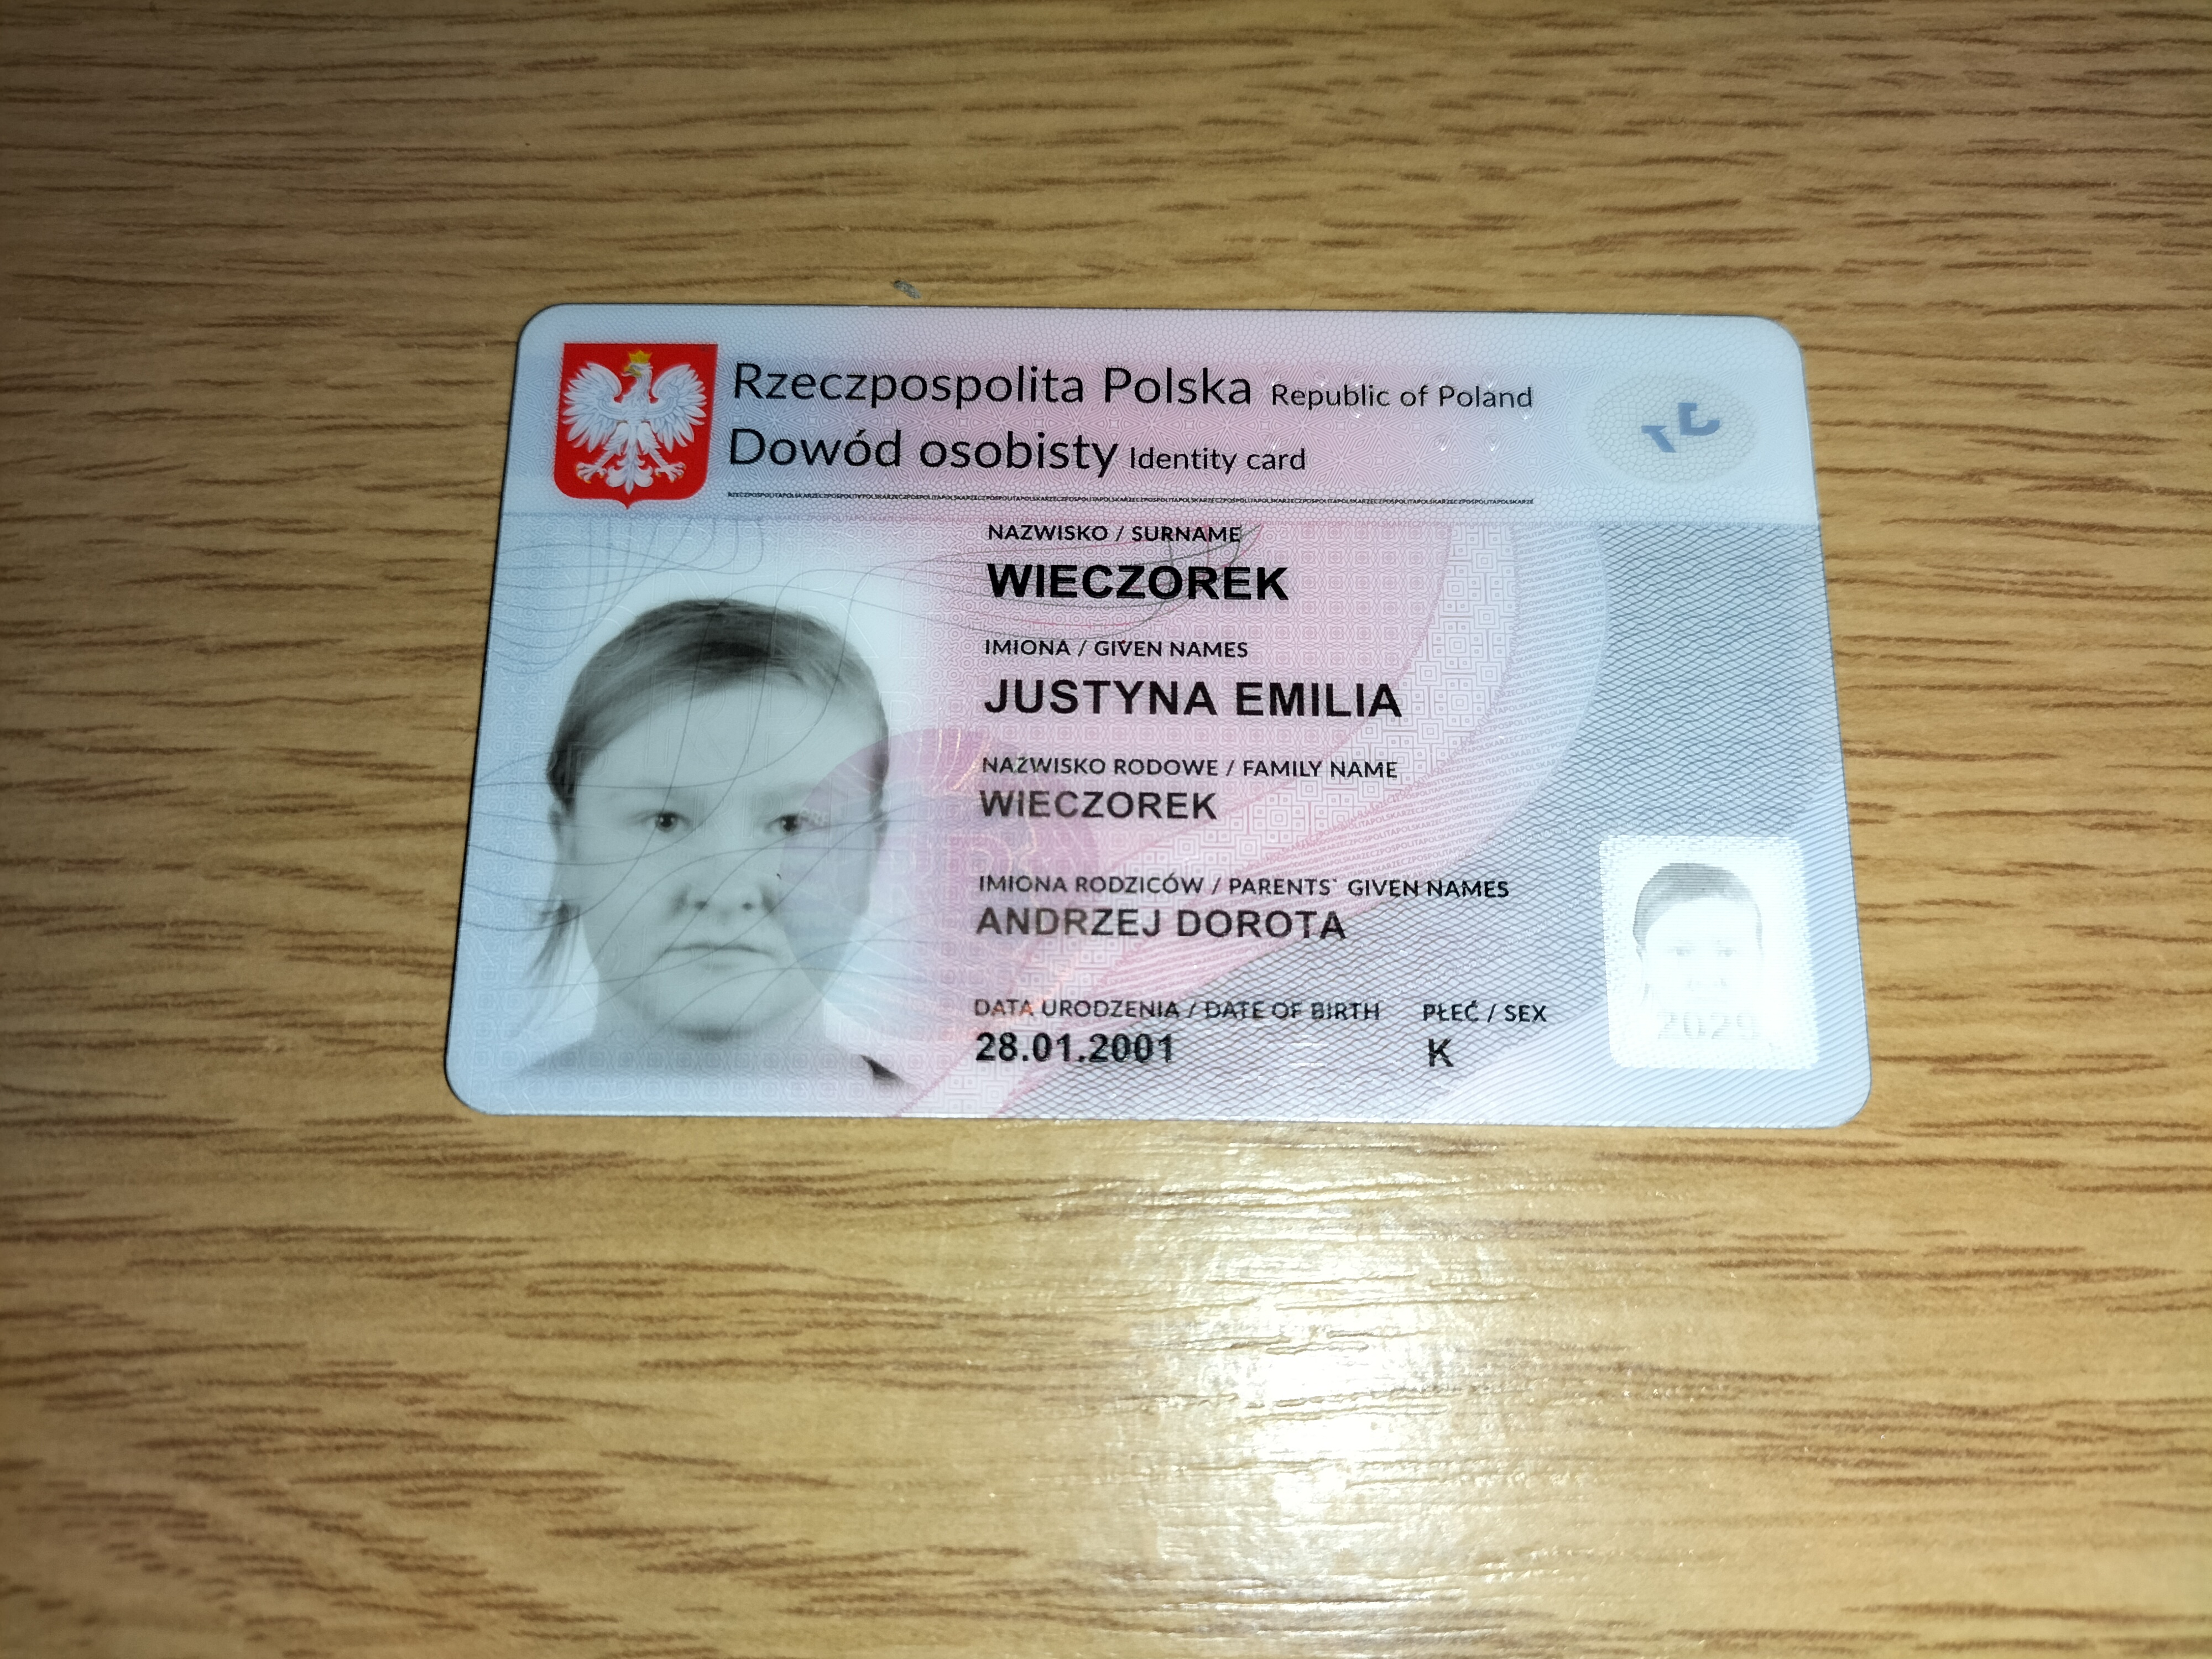 Rzeczpospolita Polska Republic of Poland
Dowód osobisty Identity card
NAZWISKO / SURNAME
WIECZOREK
IMIONA / GIVEN NAMES
JUSTYNA EMILIA
NAZWISKO RODOWE / FAMILY NAME
WIECZOREK
IMIONA RODZICÓW / PARENTS` GIVEN NAMES
ANDRZEJ DOROTA
DATA URODZENIA / DATE OF BIRTH PŁEĆ / SEX
28.01.2001 K
2029